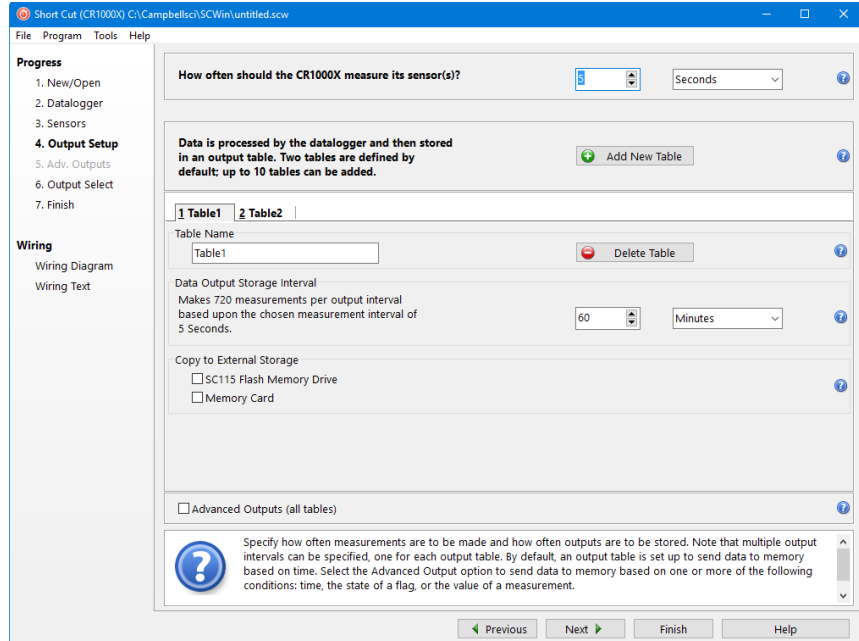 Short Cut (CR1000X) C:\Campbellsci\SCWin\untitled.scw
File Program Tools Help
Progress
1. New/Open
2. Datalogger
3. Sensors
4. Output Setup
5. Adv. Outputs
6. Output Select
7. Finish
Wiring
Wiring Diagram
Wiring Text
How often should the CR1000X measure its sensor(s)?
5
Seconds
Data is processed by the datalogger and then stored
in an output table. Two tables are defined by
default; up to 10 tables can be added.
Add New Table
1 Table1
2 Table2
Table Name
Table1
Delete Table
Data Output Storage Interval
Makes 720 measurements per output interval
based upon the chosen measurement interval of
5 Seconds.
60
Minutes
Copy to External Storage
SC115 Flash Memory Drive
Memory Card
Advanced Outputs (all tables)
Specify how often measurements are to be made and how often outputs are to be stored. Note that multiple output
intervals can be specified, one for each output table. By default, an output table is set up to send data to memory
based on time. Select the Advanced Output option to send data to memory based on one or more of the following
conditions: time, the state of a flag, or the value of a measurement.
Previous
Next
Finish
Help